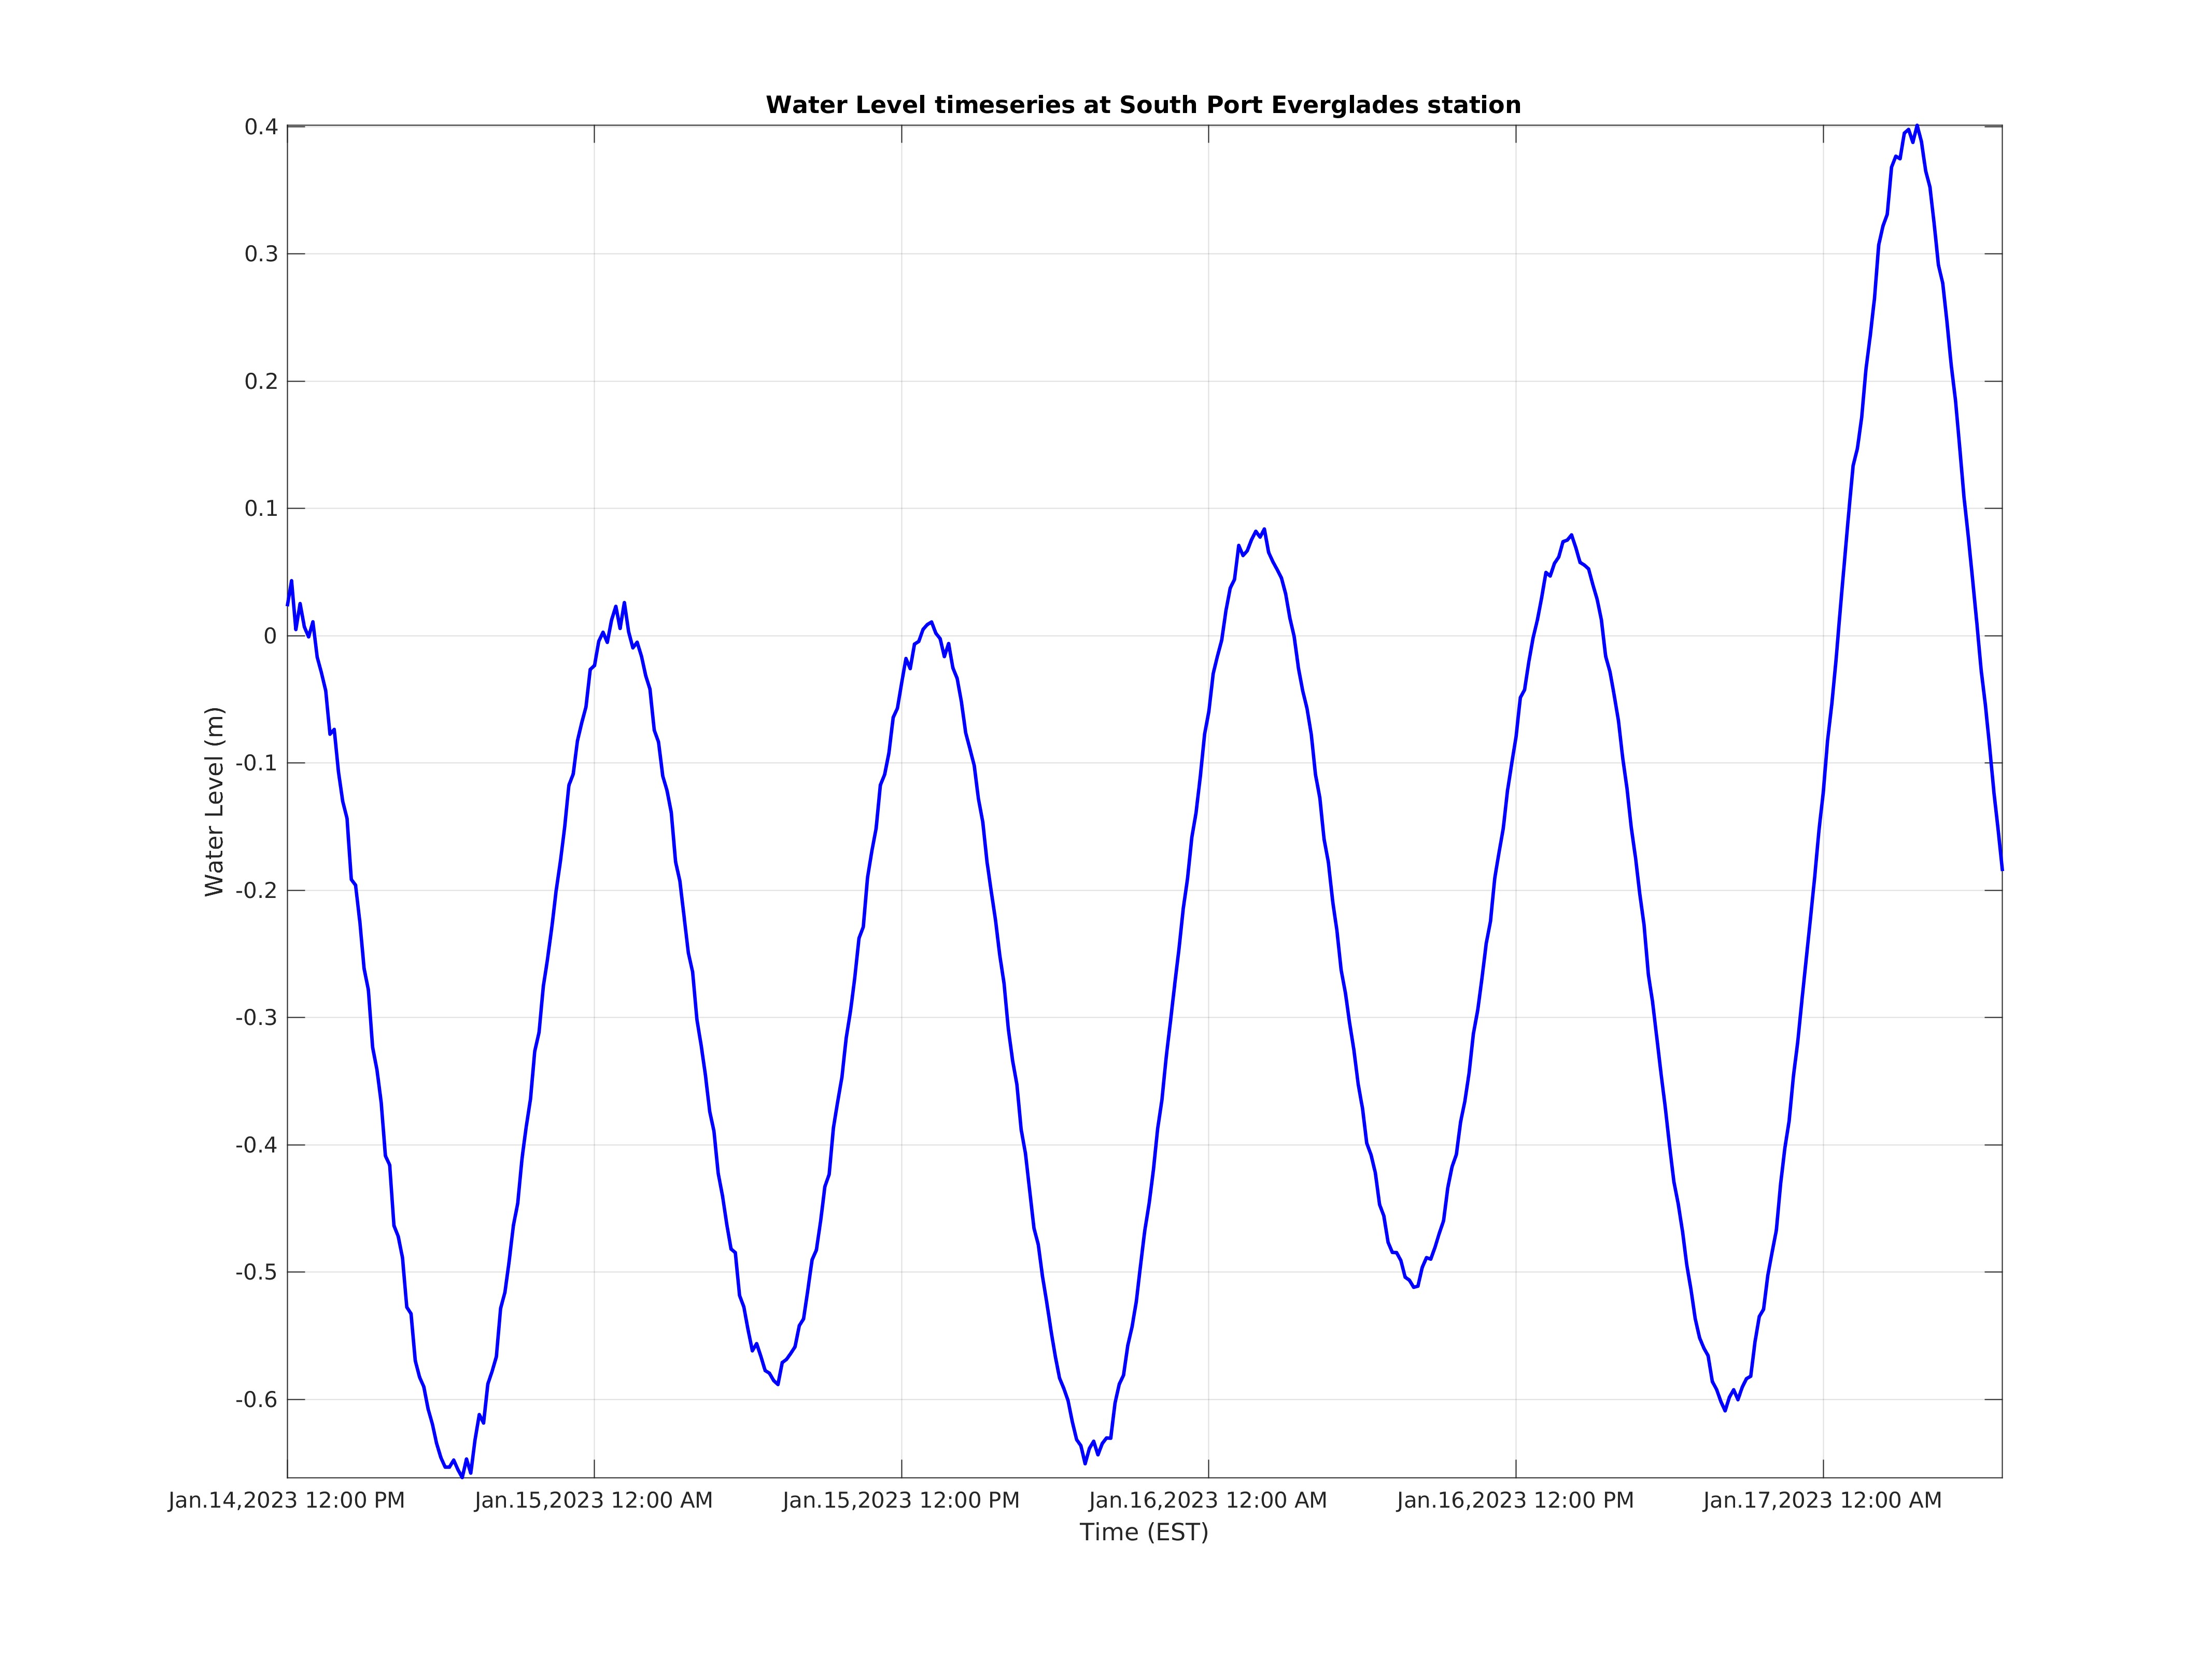 Water Level timeseries at South Port Everglades station
0.4
0.3
0.2
0.1
0
-0.1
-0.2
-0.3
-0.4
-0.5
-0.6
Water Level (m)
Jan.14,2023 12:00 PM
Jan.15,2023 12:00 AM
Jan.15,2023 12:00 PM
Jan.16,2023 12:00 AM
Jan.16,2023 12:00 PM
Jan.17,2023 12:00 AM
Time (EST)